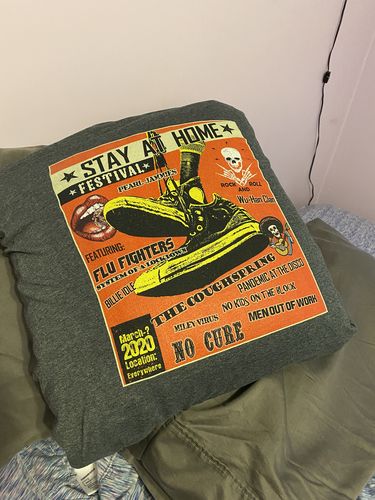 STAY AT HOME
FESTIVAL
PEARL JAMMIES
ROCK AND ROLL
Wu-Han Clan
FEATURING:
FLU FIGHTERS
SYSTEM OF A LOCKDOWN
BILLIE IDLE
THE COUGHSPRING
PANDEMIC AT THE DISCO
NO KIDS ON THE BLOCK
MILEY VIRUS
MEN OUT OF WORK
NO CURE
March-?
2020
Location:
Everywhere